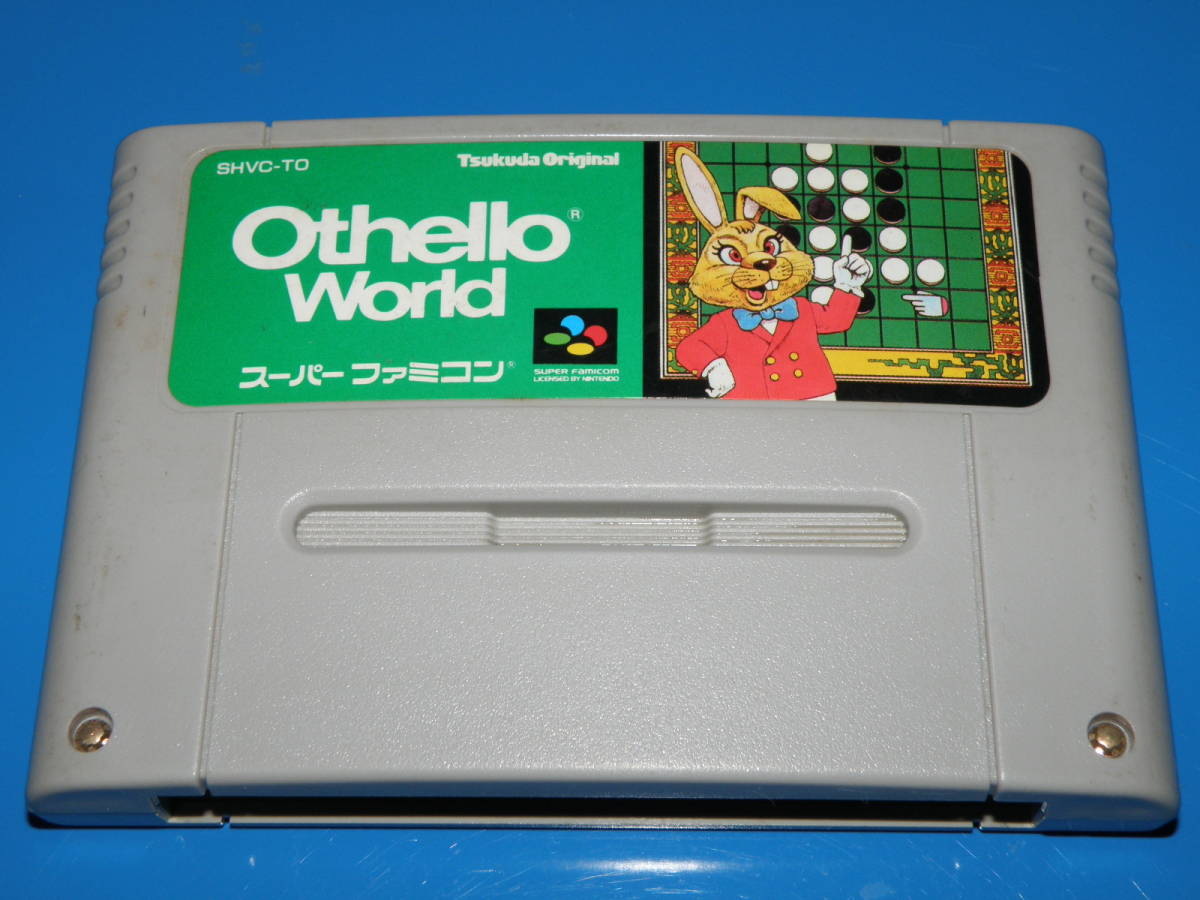 SHVC-TO
Tsukuda Original
Othello®
World
スーパーファミコン®
SUPER FAMICOM
LICENSED BY NINTENDO